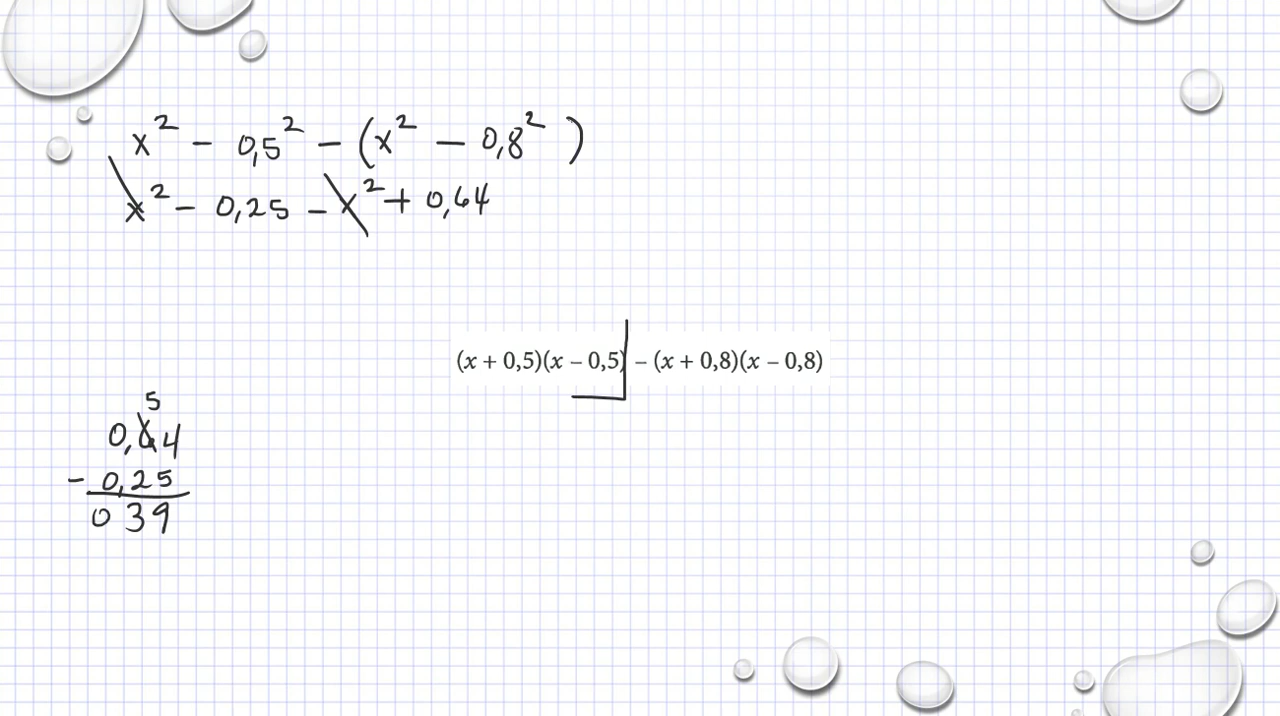 x² - 0,5² - (x² - 0,8²)
x² - 0,25 - x² + 0,64
(x + 0,5)(x – 0,5) – (x + 0,8)(x – 0,8)
5
0,64
- 0,25
0 39